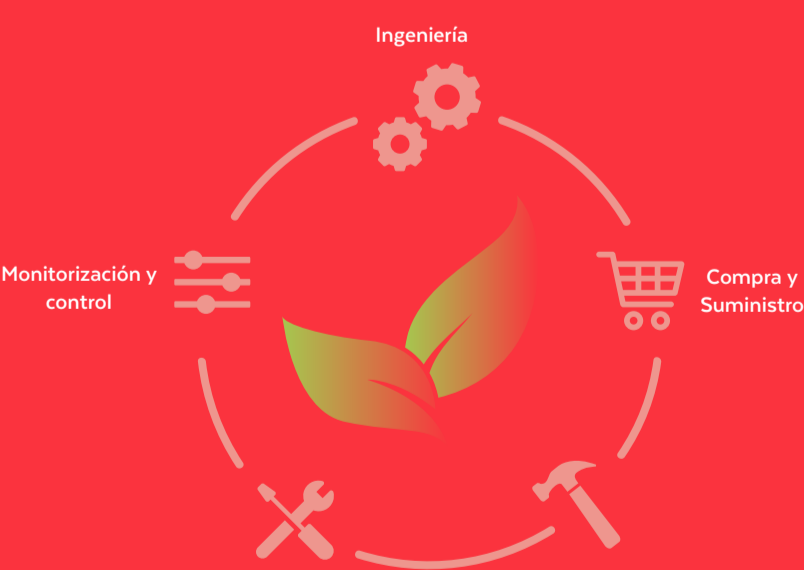 Ingeniería
Monitorización y
control
Compra y
Suministro